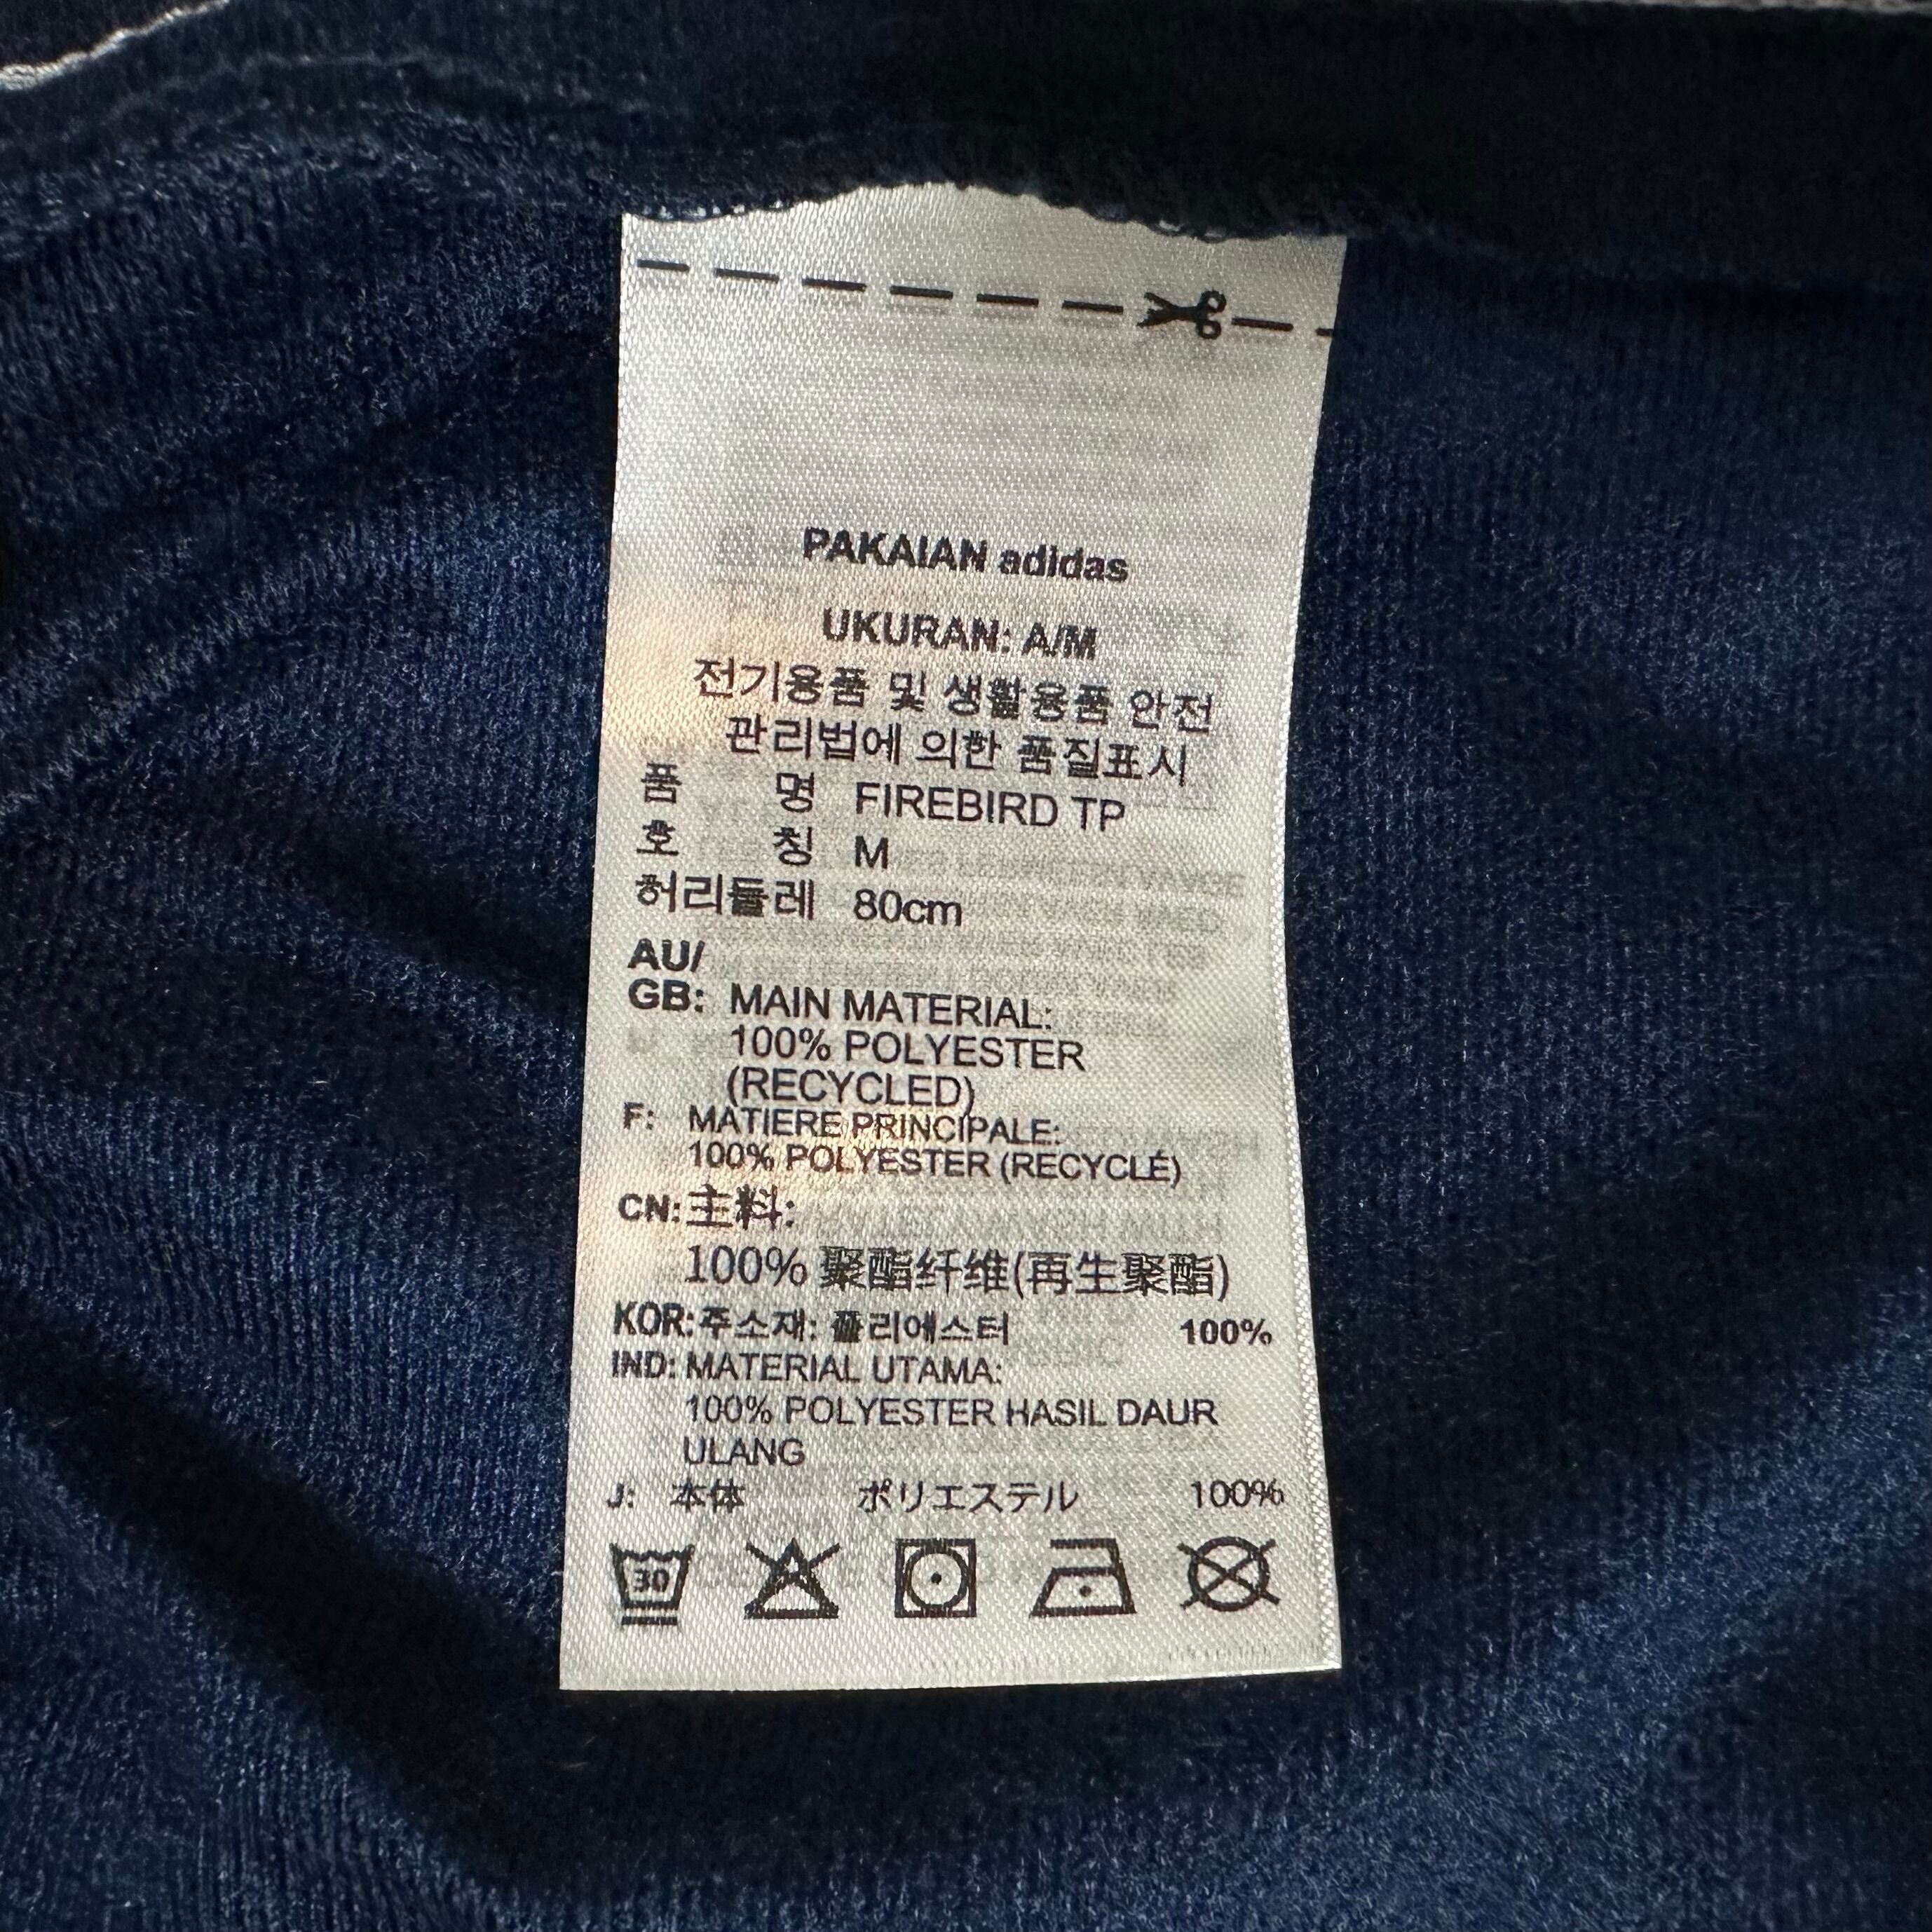 PAKAIAN adidas
UKURAN: A/M
전기용품 및 생활용품 안전
관리법에 의한 품질표시
품 명 FIREBIRD TP
호 칭 M
허리둘레 80cm
AU/
GB: MAIN MATERIAL:
100% POLYESTER
(RECYCLED)
F: MATIERE PRINCIPALE:
100% POLYESTER (RECYCLÉ)
CN:主料:
100% 聚酯纤维(再生聚酯)
KOR:주소재: 폴리에스터 100%
IND: MATERIAL UTAMA:
100% POLYESTER HASIL DAUR
ULANG
J: 本体 ポリエステル 100%
30